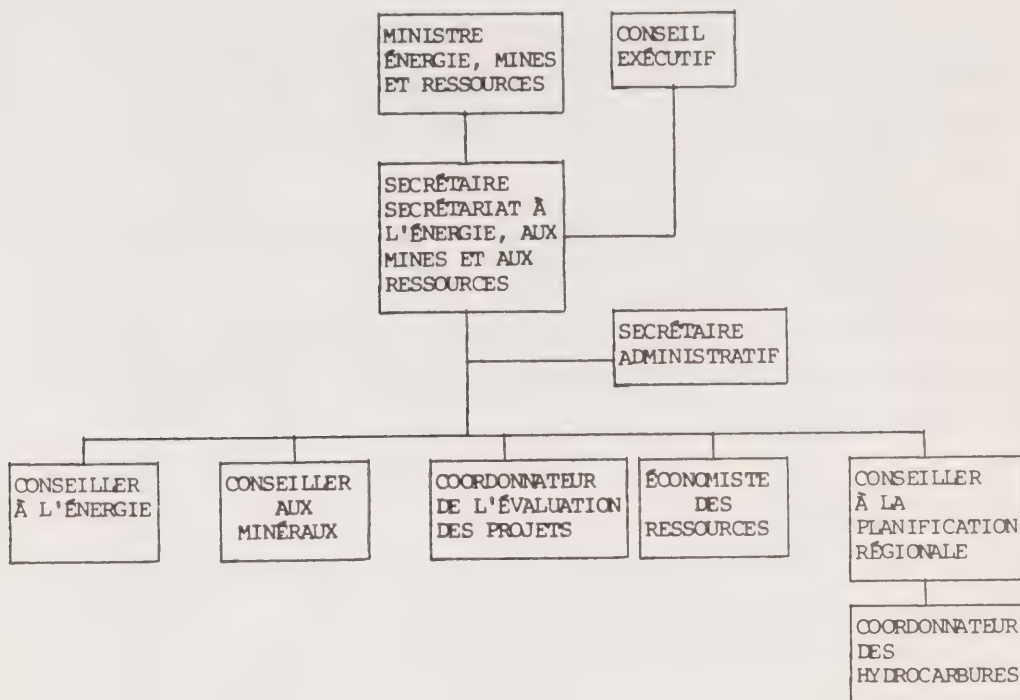 MINISTRE
ÉNERGIE, MINES
ET RESSOURCES
CONSEIL
EXÉCUTIF
SECRÉTAIRE
SECRÉTARIAT À
L'ÉNERGIE, AUX
MINES ET AUX
RESSOURCES
SECRÉTAIRE
ADMINISTRATIF
CONSEILLER
À L'ÉNERGIE
CONSEILLER
AUX
MINÉRAUX
COORDONNATEUR
DE L'ÉVALUATION
DES PROJETS
ÉCONOMISTE
DES
RESSOURCES
CONSEILLER
À LA
PLANIFICATION
RÉGIONALE
COORDONNATEUR
DES
HYDROCARBURES